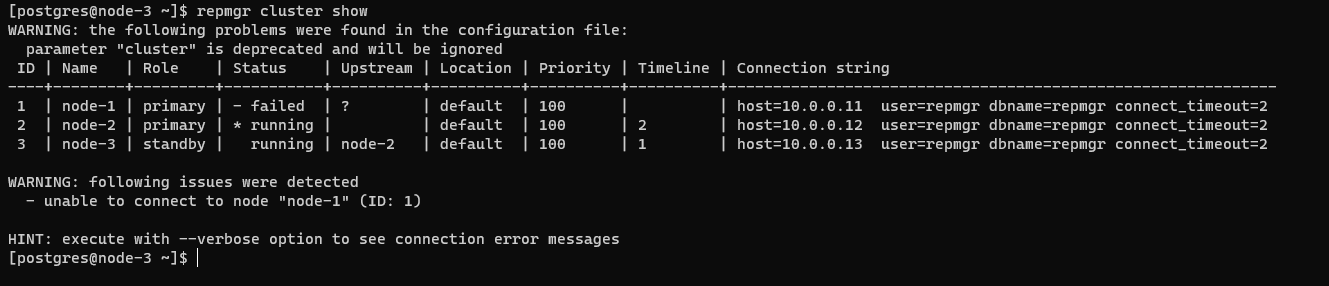 [postgres@node-3 ~]$ repmgr cluster show
WARNING: the following problems were found in the configuration file:
  parameter "cluster" is deprecated and will be ignored
 ID | Name   | Role    | Status    | Upstream | Location | Priority | Timeline | Connection string
----+--------+---------+-----------+----------+----------+----------+----------+------------------------------------------------------------
 1  | node-1 | primary | - failed  | ?        | default  | 100      |          | host=10.0.0.11  user=repmgr dbname=repmgr connect_timeout=2
 2  | node-2 | primary | * running |          | default  | 100      | 2        | host=10.0.0.12  user=repmgr dbname=repmgr connect_timeout=2
 3  | node-3 | standby |   running | node-2   | default  | 100      | 1        | host=10.0.0.13  user=repmgr dbname=repmgr connect_timeout=2

WARNING: following issues were detected
  - unable to connect to node "node-1" (ID: 1)

HINT: execute with --verbose option to see connection error messages
[postgres@node-3 ~]$